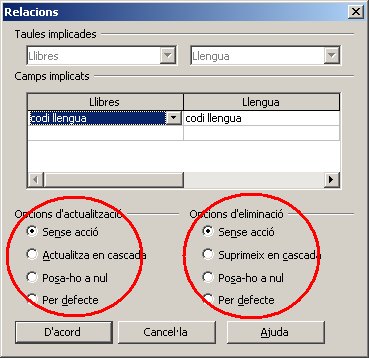 Relacions
Taules implicades
Llibres Llengua
Camps implicats
Llibres Llengua
codi llengua codi llengua
Opcions d'actualització Opcions d'eliminació
Sense acció Sense acció
Actualitza en cascada Suprimeix en cascada
Posa-ho a nul Posa-ho a nul
Per defecte Per defecte
D'acord Cancel·la Ajuda